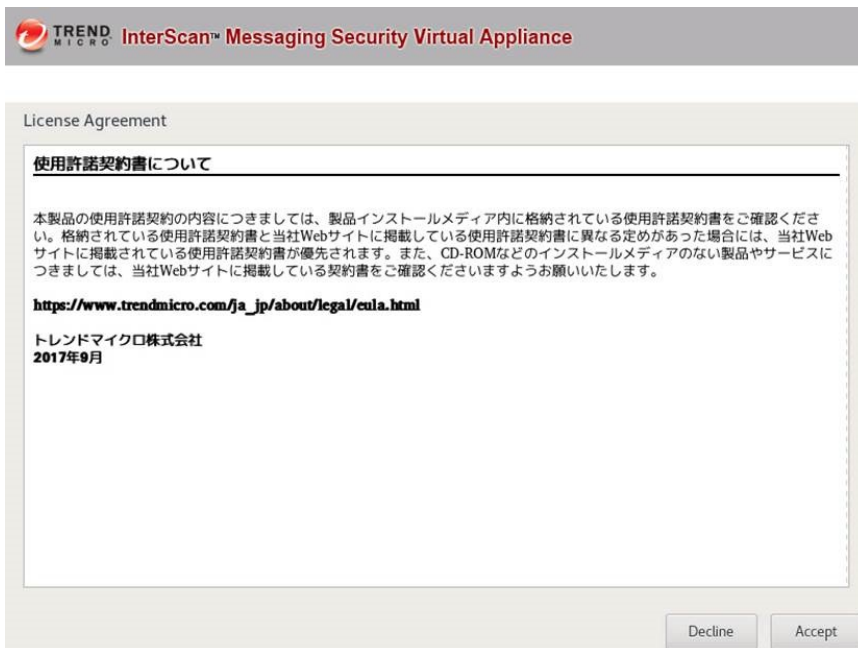 TREND MICRO InterScan™ Messaging Security Virtual Appliance
License Agreement
使用許諾契約書について
本製品の使用許諾契約の内容につきましては、製品インストールメディア内に格納されている使用許諾契約書をご確認くださ
い。格納されている使用許諾契約書と当社Webサイトに掲載している使用許諾契約書に異なる定めがあった場合には、当社Web
サイトに掲載されている使用許諾契約書が優先されます。また、CD-ROMなどのインストールメディアのない製品やサービスに
つきましては、当社Webサイトに掲載している契約書をご確認くださいますようお願いいたします。
https://www.trendmicro.com/ja_jp/about/legal/eula.html
トレンドマイクロ株式会社
2017年9月
Decline Accept